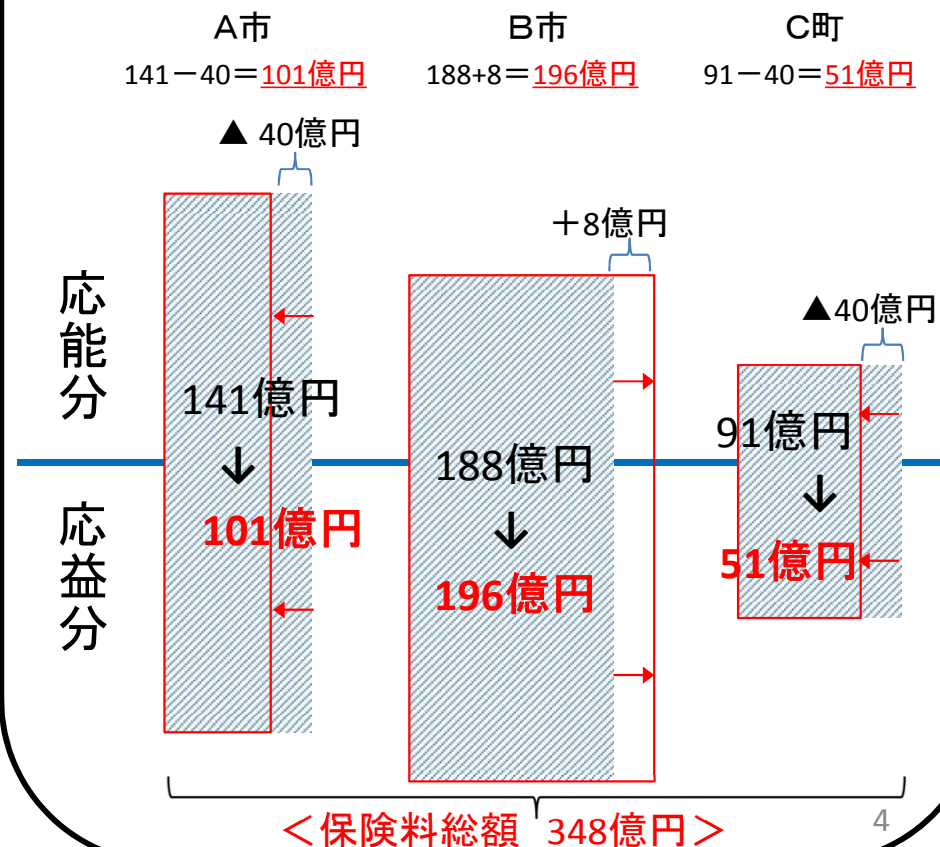 A市
141－40＝101億円
▲ 40億円
B市
188+8＝196億円
＋8億円
C町
91－40＝51億円
▲40億円
応能分
応益分
141億円
↓
101億円
188億円
↓
196億円
91億円
↓
51億円
＜保険料総額 348億円＞
4